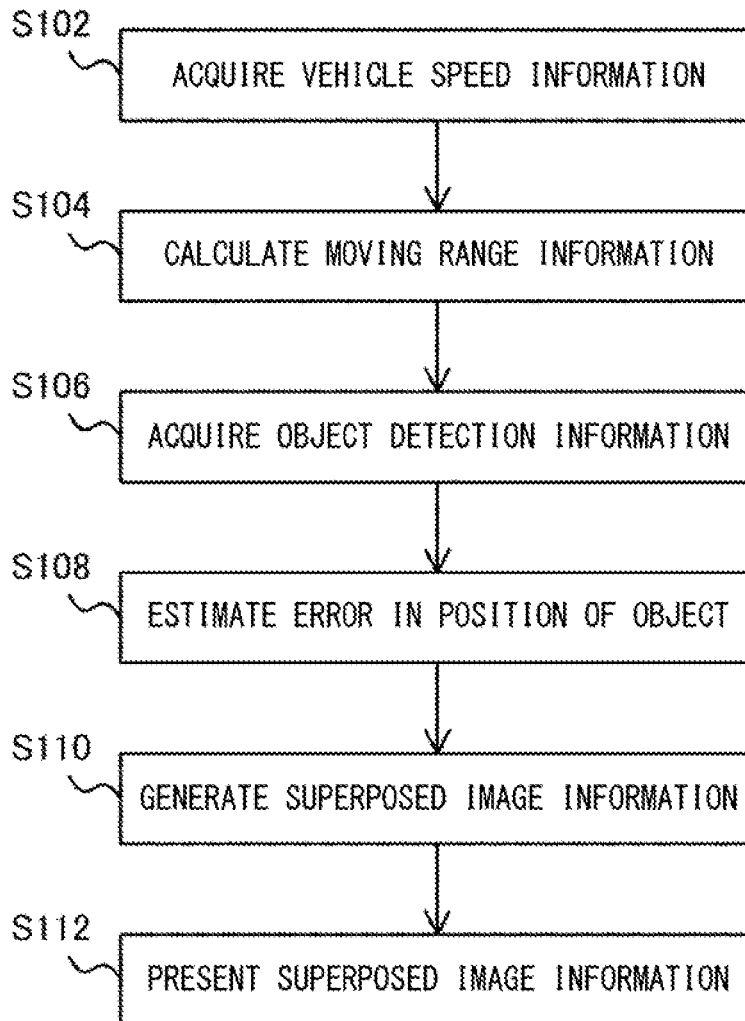 S102
ACQUIRE VEHICLE SPEED INFORMATION
S104
CALCULATE MOVING RANGE INFORMATION
S106
ACQUIRE OBJECT DETECTION INFORMATION
S108
ESTIMATE ERROR IN POSITION OF OBJECT
S110
GENERATE SUPERPOSED IMAGE INFORMATION
S112
PRESENT SUPERPOSED IMAGE INFORMATION